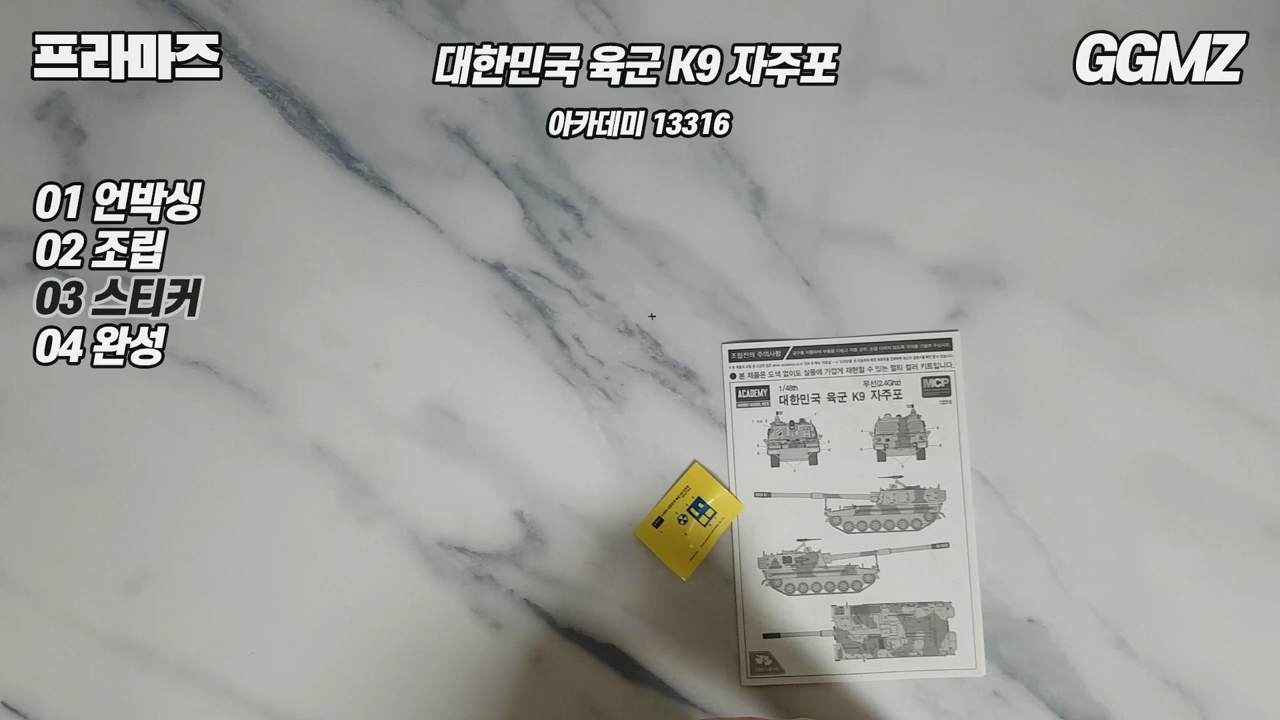 프라마즈
대한민국 육군 K9 자주포
GGMZ
아카데미 13316
01 언박싱
02 조립
03 스티커
04 완성
조립전의 주의사항
본 제품은 도색 없이도 실물에 가깝게 재현할 수 있는 멀티 컬러 키트입니다.
ACADEMY
1/48th
무선(2.4Ghz)
MCP
대한민국 육군 K9 자주포